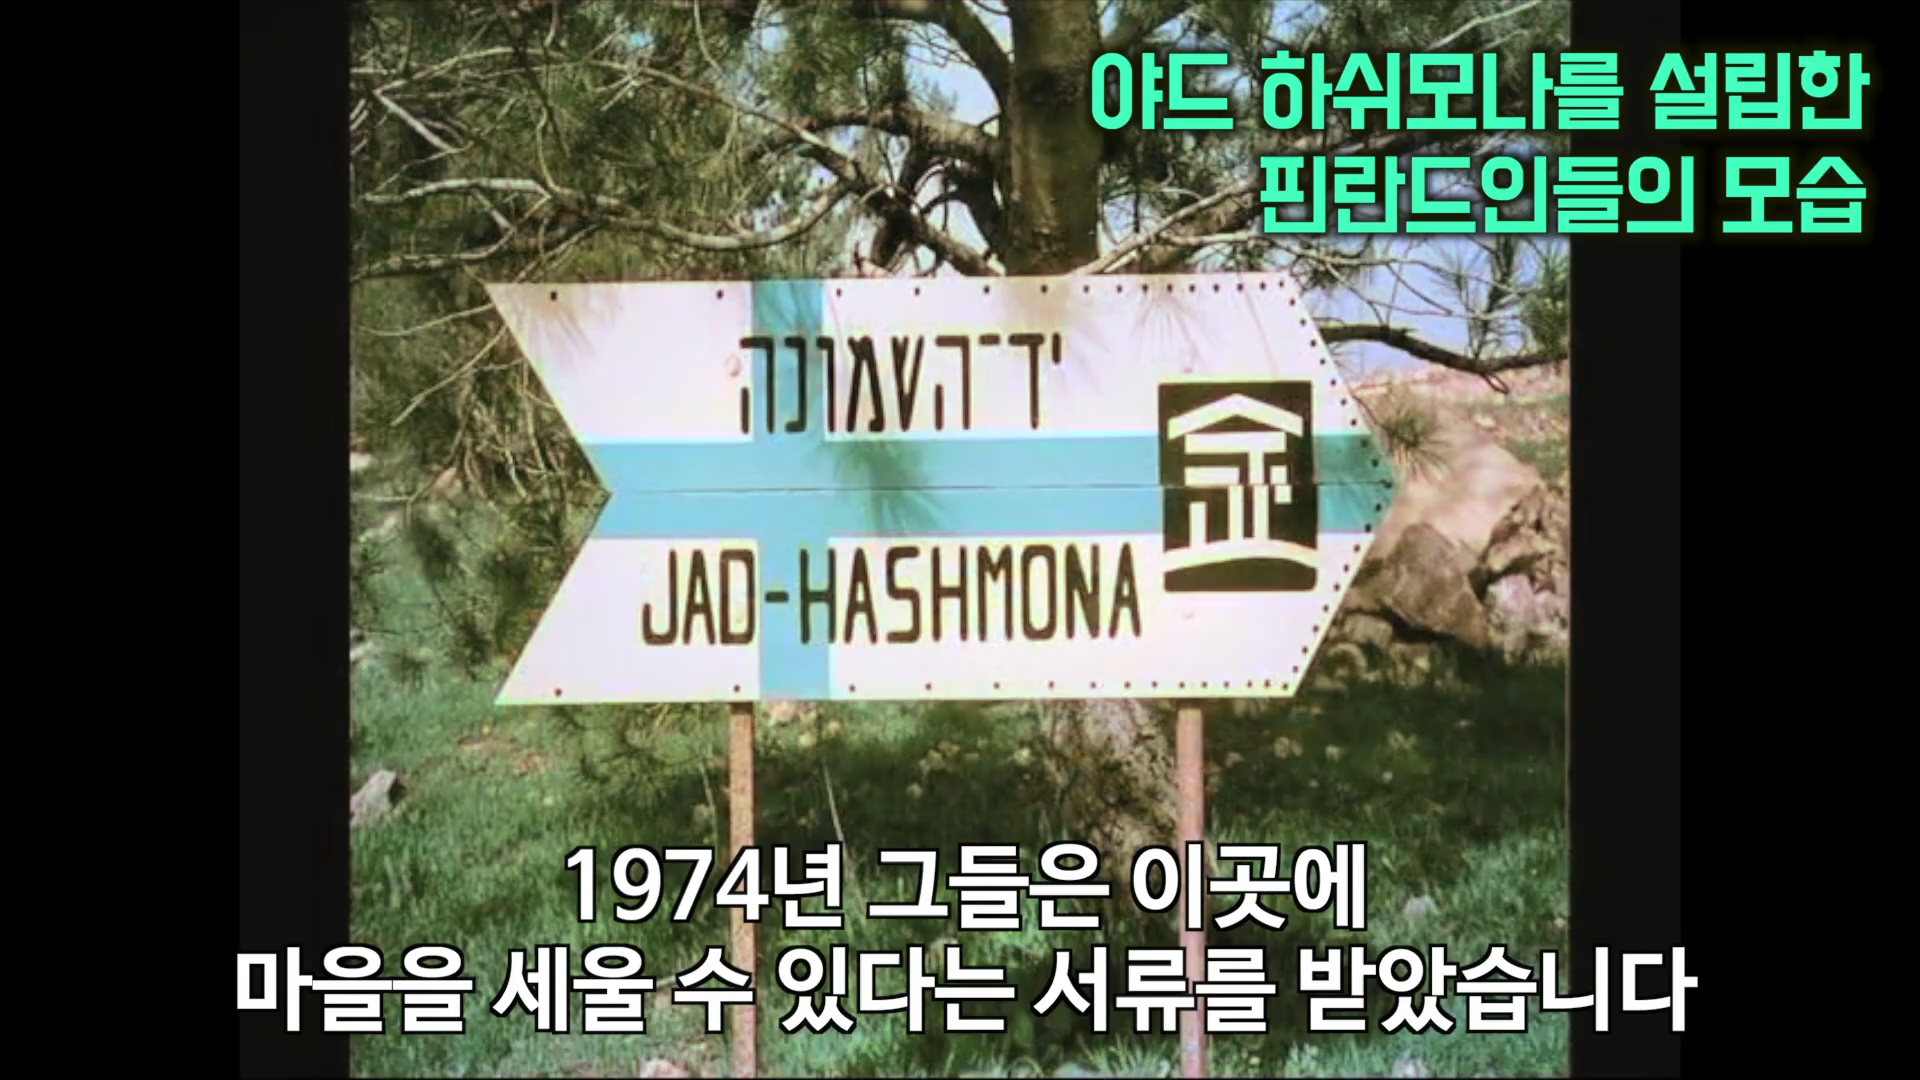 야드 하쉬모나를 설립한
핀란드인들의 모습
יד־השמונה
JAD-HASHMONA
1974년 그들은 이곳에
마을을 세울 수 있다는 서류를 받았습니다